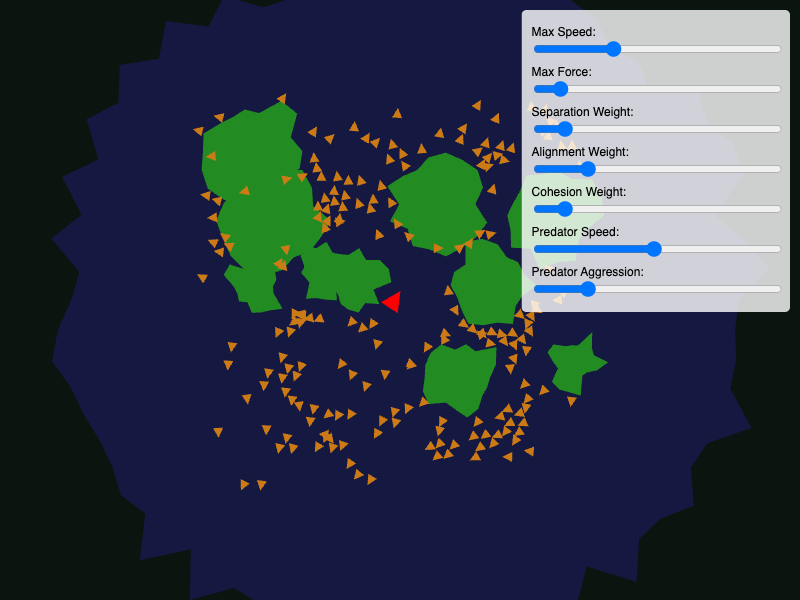 Max Speed:
Max Force:
Separation Weight:
Alignment Weight:
Cohesion Weight:
Predator Speed:
Predator Aggression: